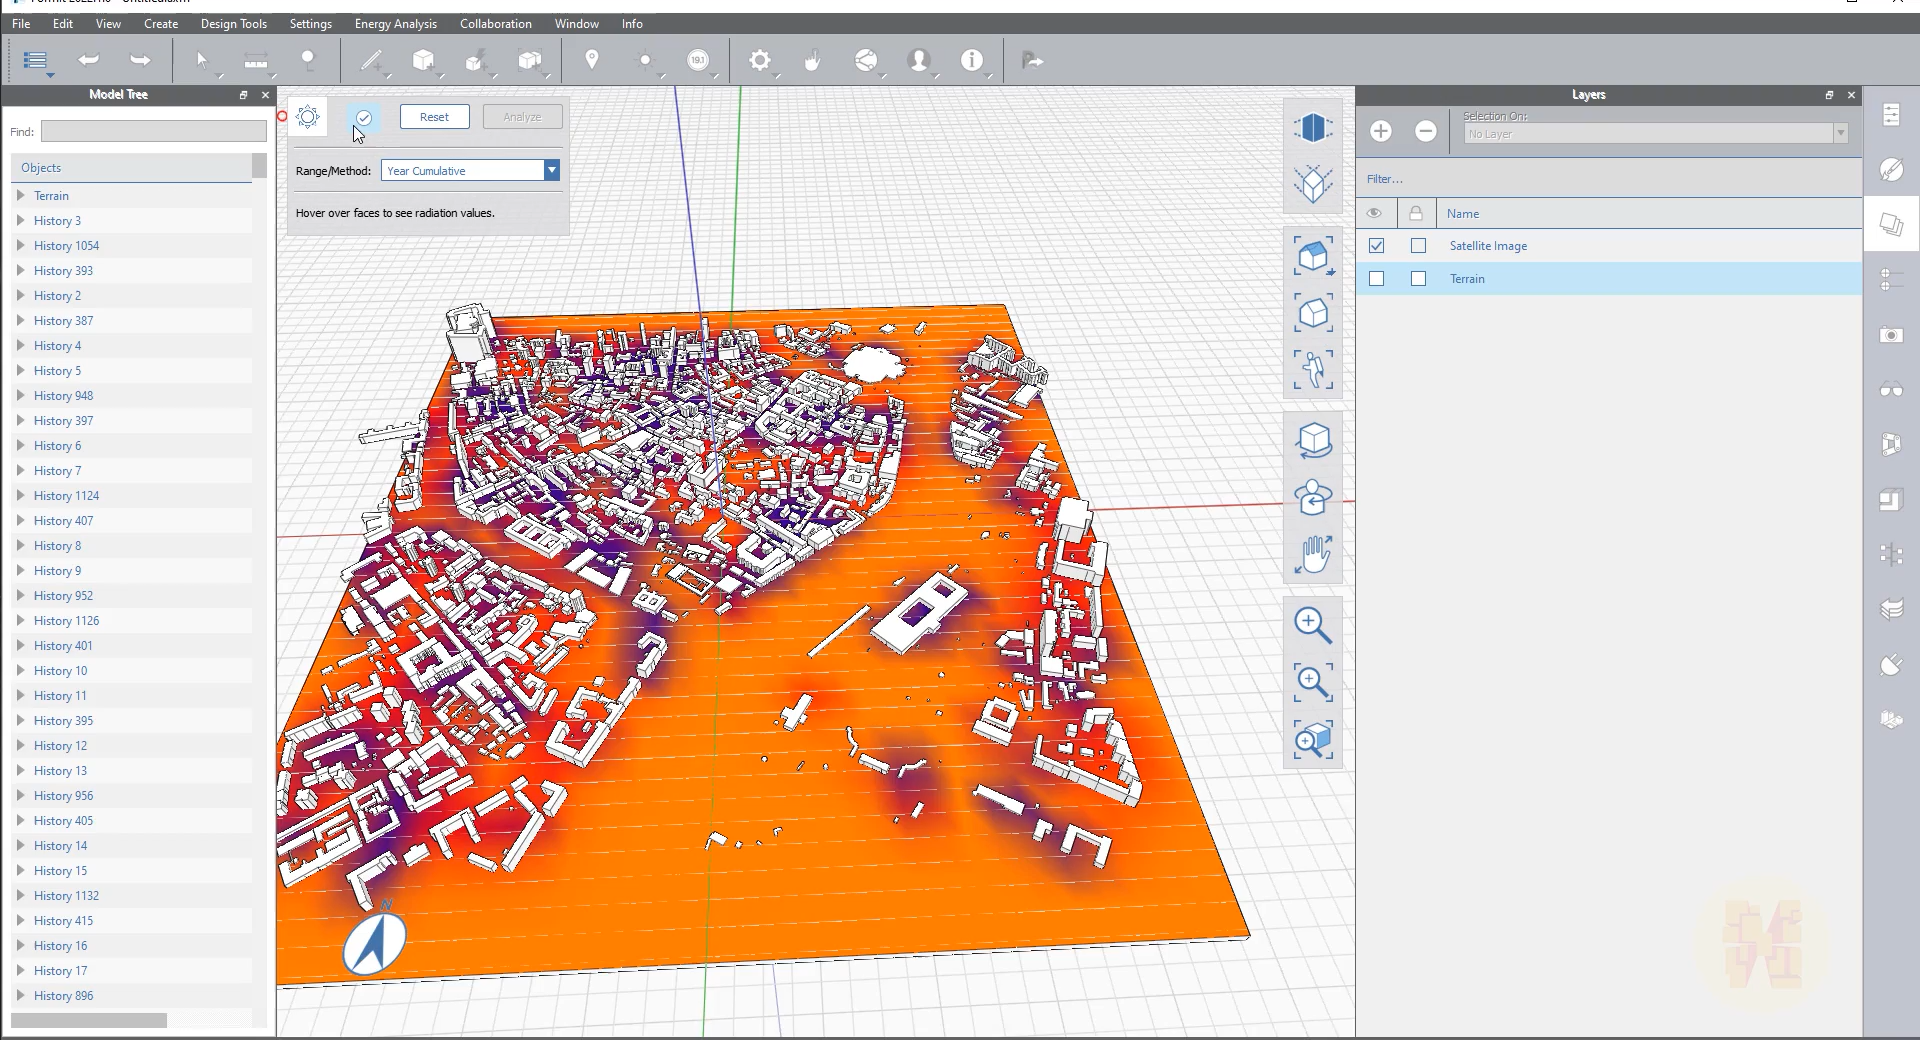 File Edit View Create Design Tools Settings Energy Analysis Collaboration Window Info
19.1
Model Tree
Find:
Objects
Terrain
History 3
History 1054
History 393
History 2
History 387
History 4
History 5
History 948
History 397
History 6
History 7
History 1124
History 407
History 8
History 9
History 952
History 1126
History 401
History 10
History 11
History 395
History 12
History 13
History 956
History 405
History 14
History 15
History 1132
History 415
History 16
History 17
History 896
Reset
Analyze
Range/Method: Year Cumulative
Hover over faces to see radiation values.
N
Layers
Selection On:
No Layer
Filter...
Name
Satellite Image
Terrain